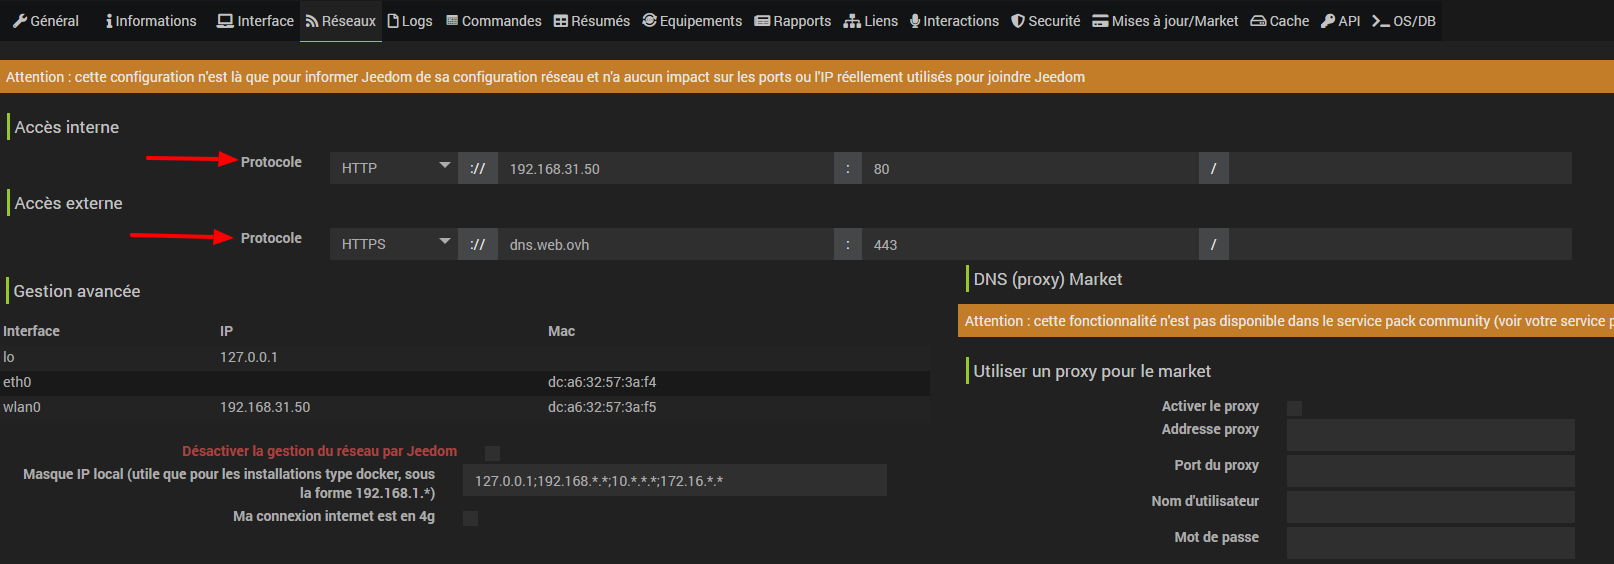 Général Informations Interface Réseaux Logs Commandes Résumés Equipements Rapports Liens Interactions Securité Mises à jour/Market Cache API OS/DB
Attention : cette configuration n'est là que pour informer Jeedom de sa configuration réseau et n'a aucun impact sur les ports ou l'IP réellement utilisés pour joindre Jeedom
Accès interne
Protocole HTTP :// 192.168.31.50 : 80 /
Accès externe
Protocole HTTPS :// dns.web.ovh : 443 /
Gestion avancée
Interface IP Mac
lo 127.0.0.1
eth0 dc:a6:32:57:3a:f4
wlan0 192.168.31.50 dc:a6:32:57:3a:f5
Désactiver la gestion du réseau par Jeedom
Masque IP local (utile que pour les installations type docker, sous
la forme 192.168.1.*)
127.0.0.1;192.168.*.*;10.*.*.*;172.16.*.*
Ma connexion internet est en 4g
DNS (proxy) Market
Attention : cette fonctionnalité n'est pas disponible dans le service pack community (voir votre service p
Utiliser un proxy pour le market
Activer le proxy
Addresse proxy
Port du proxy
Nom d'utilisateur
Mot de passe